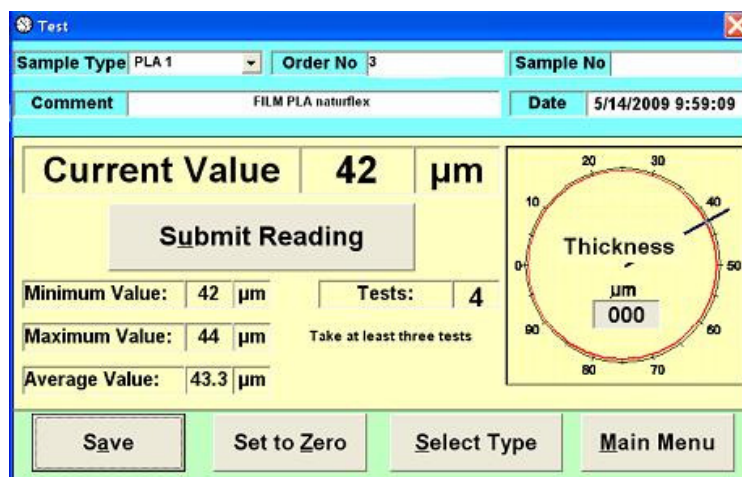 Test
Sample Type PLA 1 Order No 3 Sample No
Comment FILM PLA naturflex Date 5/14/2009 9:59:09
Current Value 42 µm
Submit Reading
Minimum Value: 42 µm Tests: 4
Maximum Value: 44 µm Take at least three tests
Average Value: 43.3 µm
20 30
10 40
Thickness
0 50
µm
000
90 60
80 70
Save Set to Zero Select Type Main Menu